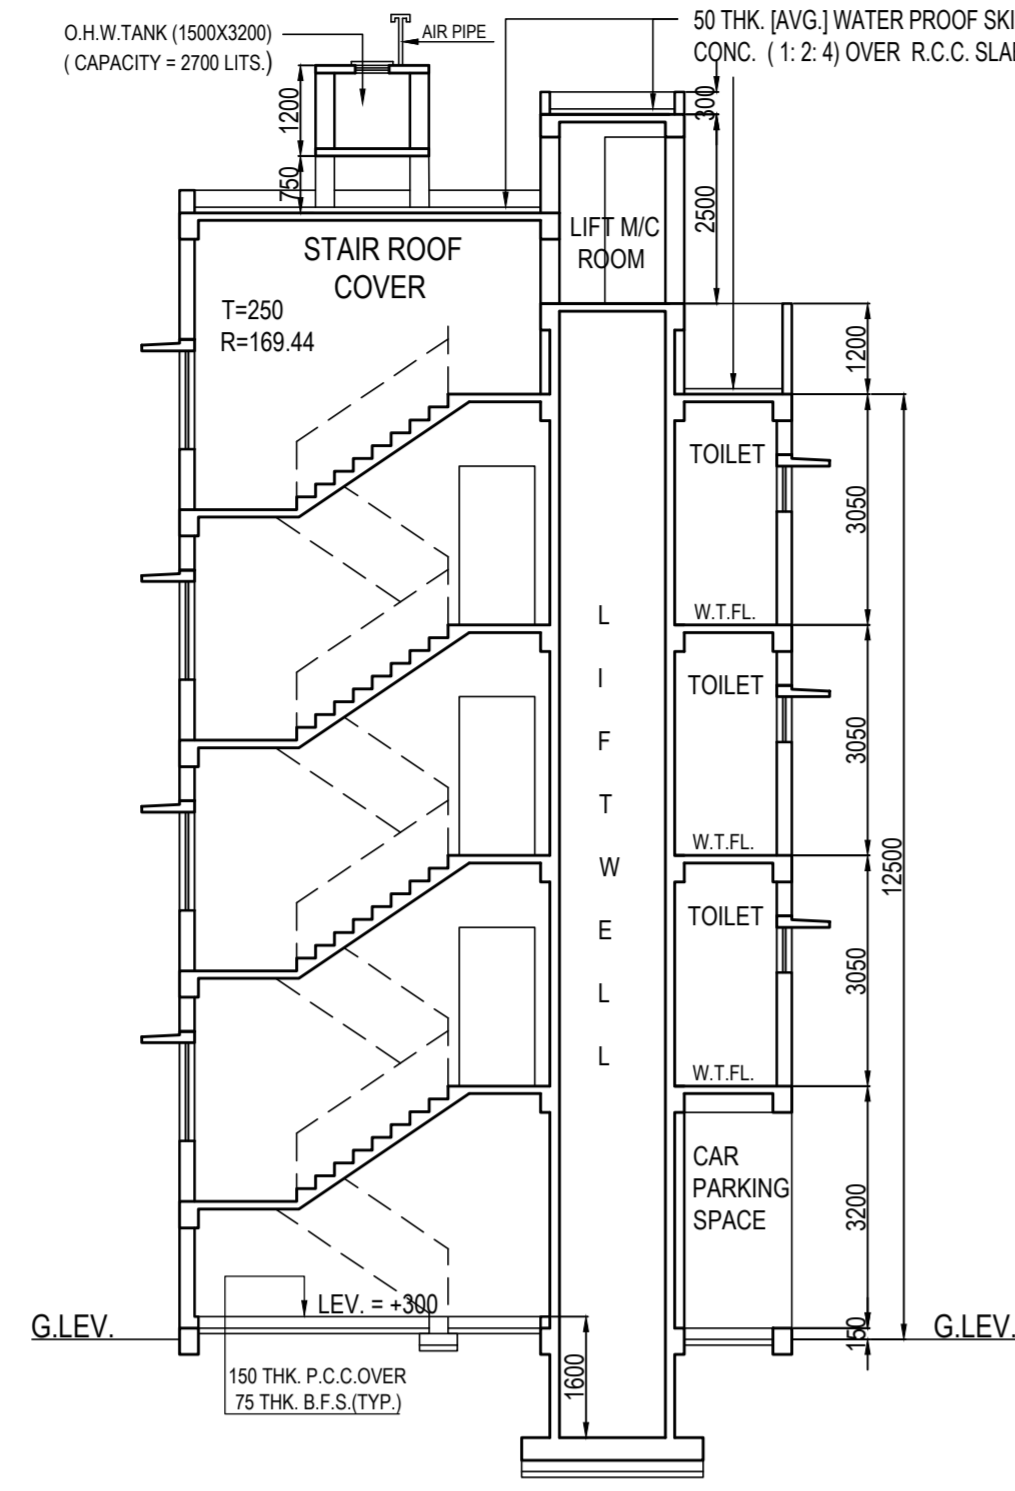 O.H.W.TANK (1500X3200)
( CAPACITY = 2700 LITS.)
AIR PIPE
50 THK. [AVG.] WATER PROOF SKI
CONC. ( 1: 2: 4) OVER R.C.C. SLA
1200
750
300
2500
LIFT M/C
ROOM
STAIR ROOF
COVER
T=250
R=169.44
1200
TOILET
3050
W.T.FL.
TOILET
3050
W.T.FL.
TOILET
3050
W.T.FL.
12500
L
I
F
T
W
E
L
L
CAR
PARKING
SPACE
3200
150
LEV. = +300
G.LEV.
G.LEV.
150 THK. P.C.C.OVER
75 THK. B.F.S.(TYP.)
1600